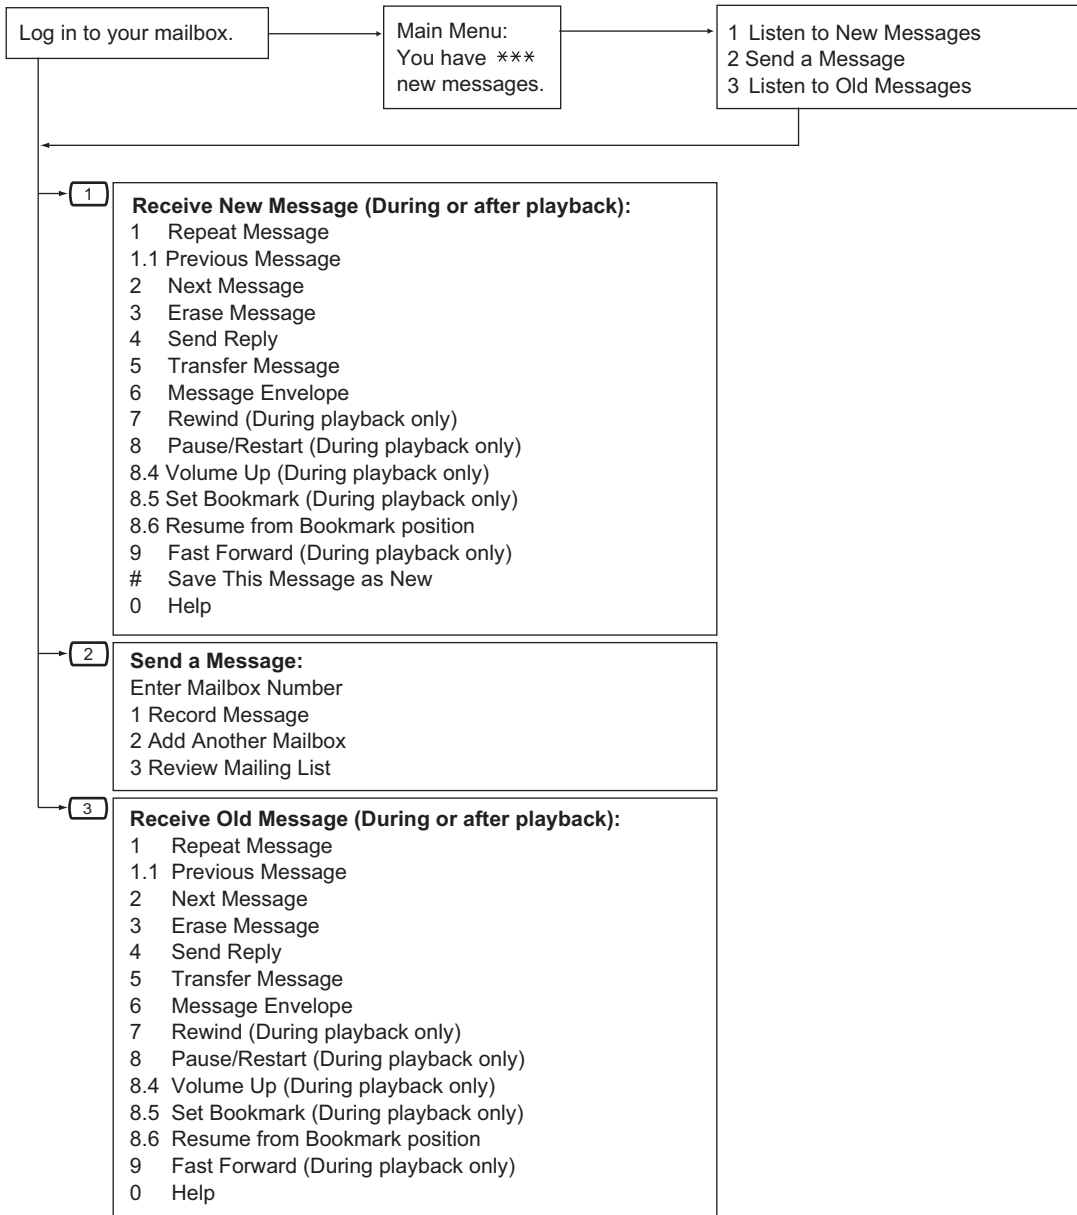 Log in to your mailbox.
Main Menu:
You have ***
new messages.
1 Listen to New Messages
2 Send a Message
3 Listen to Old Messages
1
Receive New Message (During or after playback):
1 Repeat Message
1.1 Previous Message
2 Next Message
3 Erase Message
4 Send Reply
5 Transfer Message
6 Message Envelope
7 Rewind (During playback only)
8 Pause/Restart (During playback only)
8.4 Volume Up (During playback only)
8.5 Set Bookmark (During playback only)
8.6 Resume from Bookmark position
9 Fast Forward (During playback only)
# Save This Message as New
0 Help
2
Send a Message:
Enter Mailbox Number
1 Record Message
2 Add Another Mailbox
3 Review Mailing List
3
Receive Old Message (During or after playback):
1 Repeat Message
1.1 Previous Message
2 Next Message
3 Erase Message
4 Send Reply
5 Transfer Message
6 Message Envelope
7 Rewind (During playback only)
8 Pause/Restart (During playback only)
8.4 Volume Up (During playback only)
8.5 Set Bookmark (During playback only)
8.6 Resume from Bookmark position
9 Fast Forward (During playback only)
0 Help